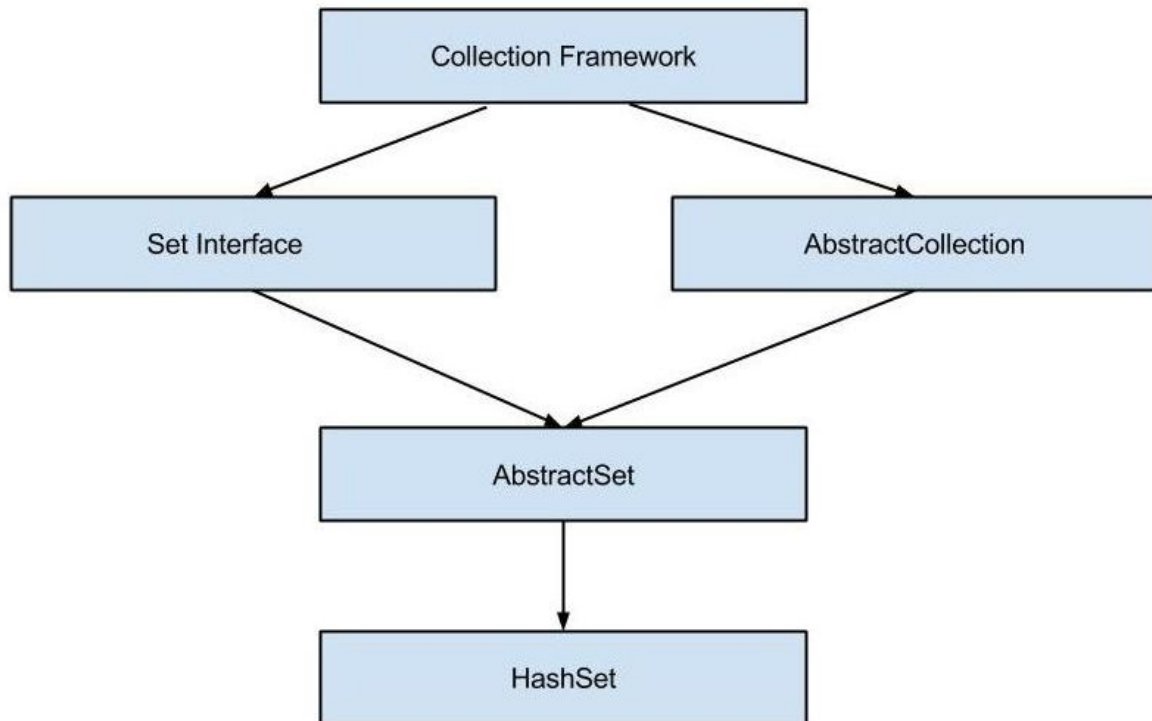 Collection Framework
Set Interface
AbstractCollection
AbstractSet
HashSet